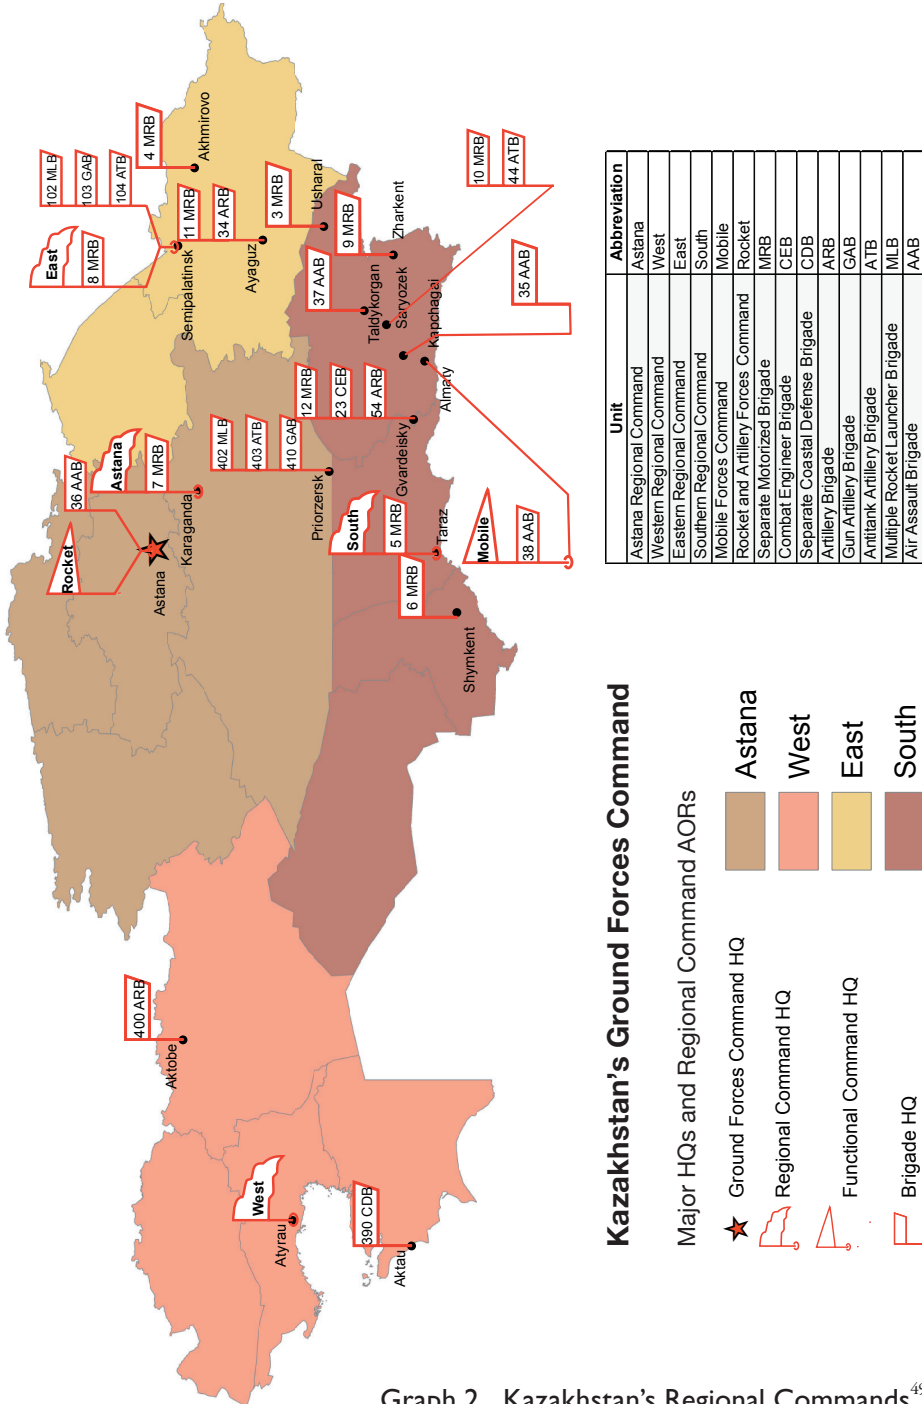 Rocket
36 AAB
Astana
7 MRB
Astana
Karaganda
East
8 MRB
102 MLB
103 GAB
104 ATB
4 MRB
Akhmirovo
Semipalatinsk
11 MRB
34 ARB
Ayaguz
3 MRB
Usharal
9 MRB
Zharkent
37 AAB
Taldykorgan
Saryozek
Kapchagai
Almaty
10 MRB
44 ATB
35 AAB
402 MLB
403 ATB
410 GAB
Priorzersk
12 MRB
23 CEB
54 ARB
Gvardeisky
South
5 MRB
Taraz
6 MRB
Shymkent
Mobile
38 AAB
400 ARB
Aktobe
West
Atyrau
390 CDB
Aktau
Kazakhstan's Ground Forces Command
Major HQs and Regional Command AORs
Ground Forces Command HQ
Regional Command HQ
Functional Command HQ
Brigade HQ
Astana
West
East
South
Unit Abbreviation
Astana Regional Command Astana
Western Regional Command West
Eastern Regional Command East
Southern Regional Command South
Mobile Forces Command Mobile
Rocket and Artillery Forces Command Rocket
Separate Motorized Brigade MRB
Combat Engineer Brigade CEB
Separate Coastal Defense Brigade CDB
Artillery Brigade ARB
Gun Artillery Brigade GAB
Antitank Artillery Brigade ATB
Multiple Rocket Launcher Brigade MLB
Air Assault Brigade AAB
Graph 2. Kazakhstan's Regional Commands49